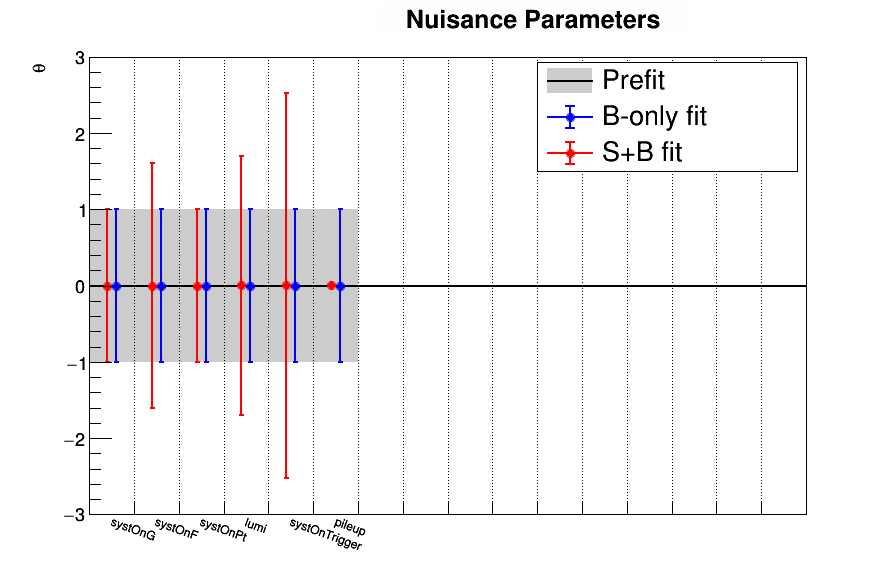 Nuisance Parameters
θ
3
2
1
0
−1
−2
−3
Prefit
B-only fit
S+B fit
systOnG
systOnF
systOnPt
lumi
systOnTrigger
pileup